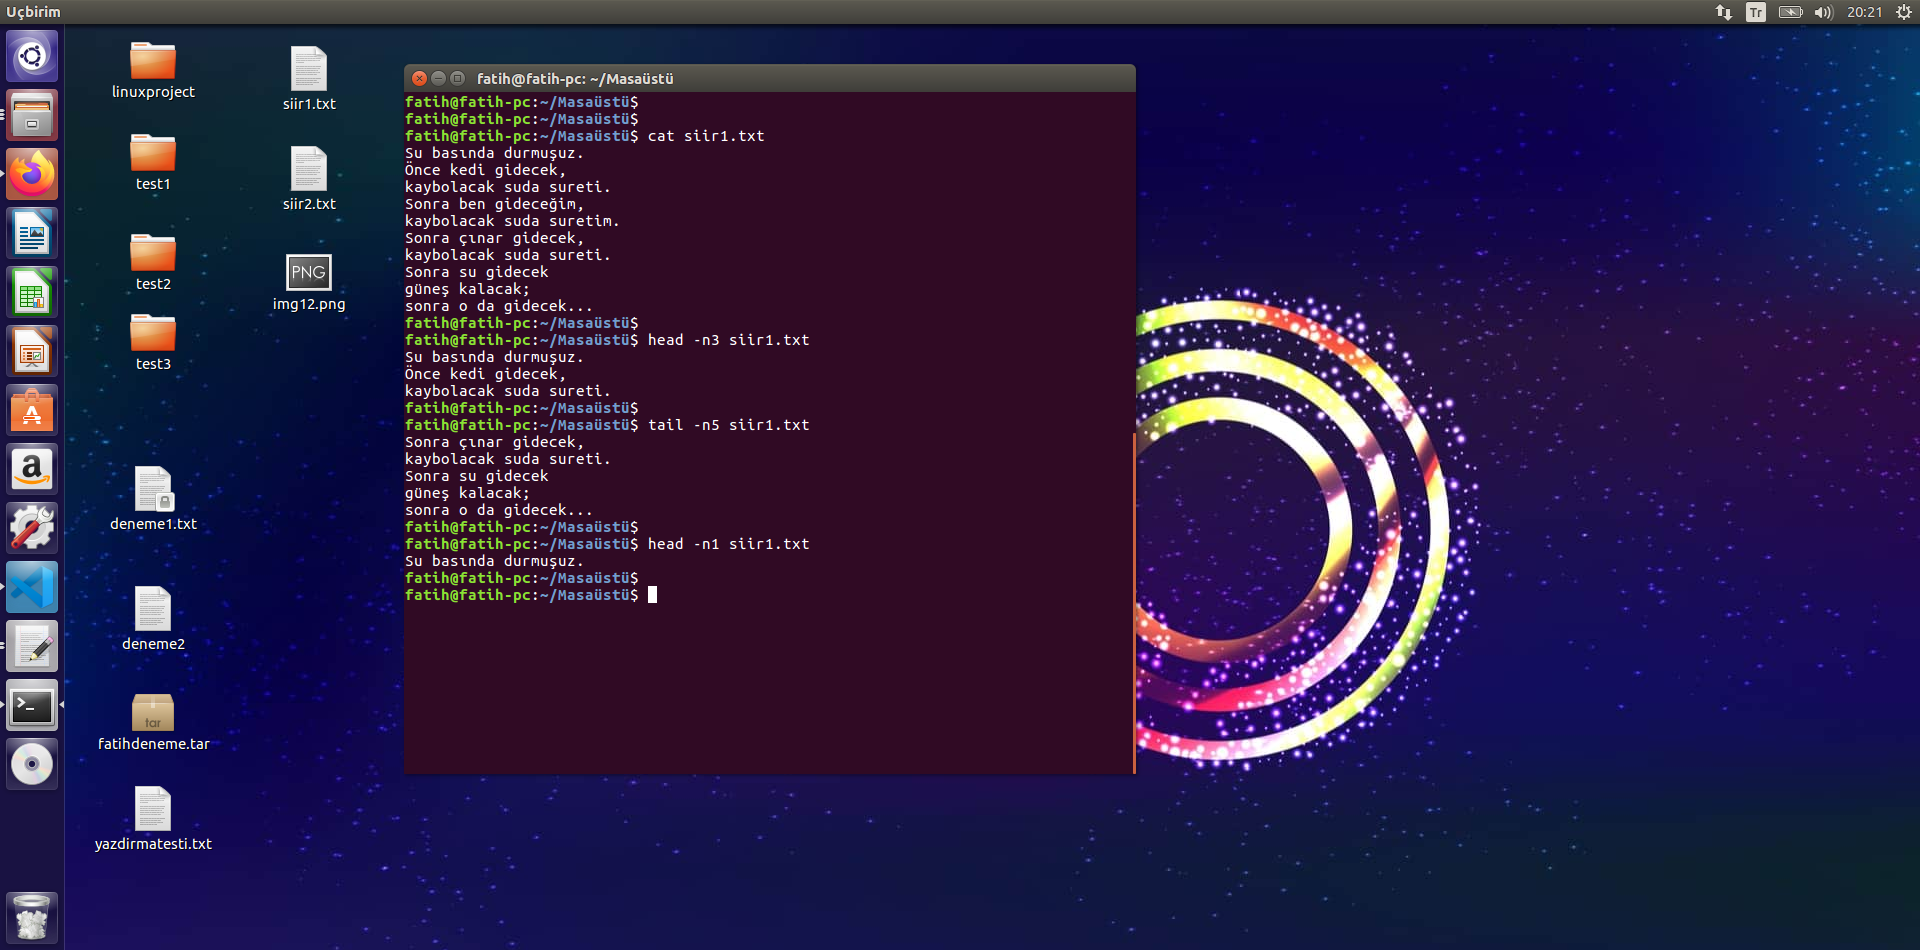 Uçbirim
Tr
20:21
linuxproject
siir1.txt
test1
siir2.txt
test2
PNG
img12.png
test3
deneme1.txt
deneme2
tar
fatihdeneme.tar
yazdirmatesti.txt
fatih@fatih-pc: ~/Masaüstü
fatih@fatih-pc:~/Masaüstü$
fatih@fatih-pc:~/Masaüstü$
fatih@fatih-pc:~/Masaüstü$ cat siir1.txt
Su basında durmuşuz.
Önce kedi gidecek,
kaybolacak suda sureti.
Sonra ben gideceğim,
kaybolacak suda suretim.
Sonra çınar gidecek,
kaybolacak suda sureti.
Sonra su gidecek
güneş kalacak;
sonra o da gidecek...
fatih@fatih-pc:~/Masaüstü$
fatih@fatih-pc:~/Masaüstü$ head -n3 siir1.txt
Su basında durmuşuz.
Önce kedi gidecek,
kaybolacak suda sureti.
fatih@fatih-pc:~/Masaüstü$
fatih@fatih-pc:~/Masaüstü$ tail -n5 siir1.txt
Sonra çınar gidecek,
kaybolacak suda sureti.
Sonra su gidecek
güneş kalacak;
sonra o da gidecek...
fatih@fatih-pc:~/Masaüstü$
fatih@fatih-pc:~/Masaüstü$ head -n1 siir1.txt
Su basında durmuşuz.
fatih@fatih-pc:~/Masaüstü$
fatih@fatih-pc:~/Masaüstü$